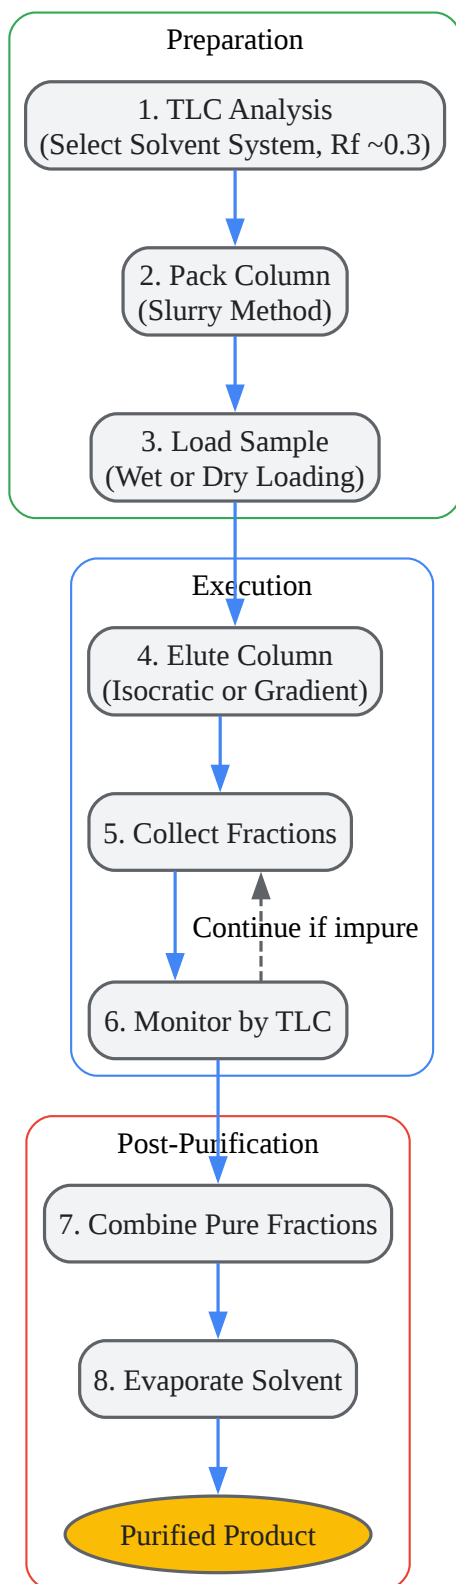 Preparation
1. TLC Analysis
(Select Solvent System, Rf ~0.3)
2. Pack Column
(Slurry Method)
3. Load Sample
(Wet or Dry Loading)
Execution
4. Elute Column
(Isocratic or Gradient)
5. Collect Fractions
Continue if impure
6. Monitor by TLC
Post-Purification
7. Combine Pure Fractions
8. Evaporate Solvent
Purified Product